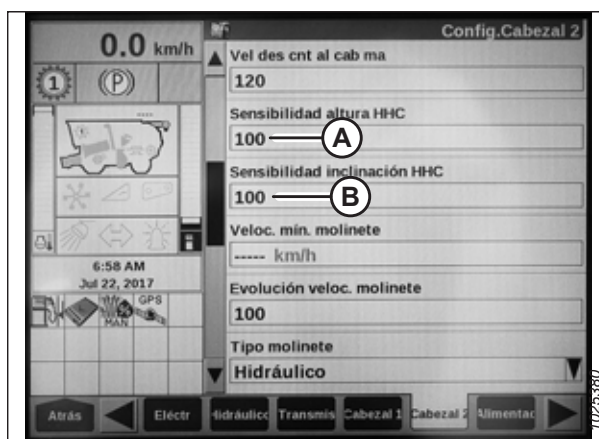 0.0 km/h
Config.Cabezal 2
1
(P)
Vel des cnt al cab ma
120
Sensibilidad altura HHC
100
A
Sensibilidad inclinación HHC
100
B
Veloc. mín. molinete
----- km/h
6:58 AM
Jul 22, 2017
Evolución veloc. molinete
100
GPS
MAN
Tipo molinete
Hidráulico
Atrás
Eléctr
Hidráulico
Transmis
Cabezal 1
Cabezal 2
Alimentac
1025380